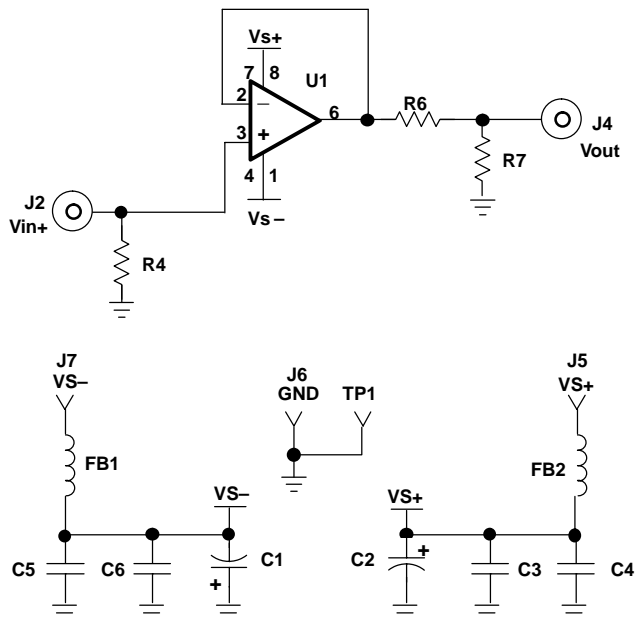 Vs+
7 8
U1
2 –
6
R6
3 +
J4
Vout
R7
4 1
Vs–
J2
Vin+
R4
J7
VS–
J6
GND
TP1
J5
VS+
FB1
FB2
VS–
VS+
C5
C6
C1
+
C2
+
C3
C4